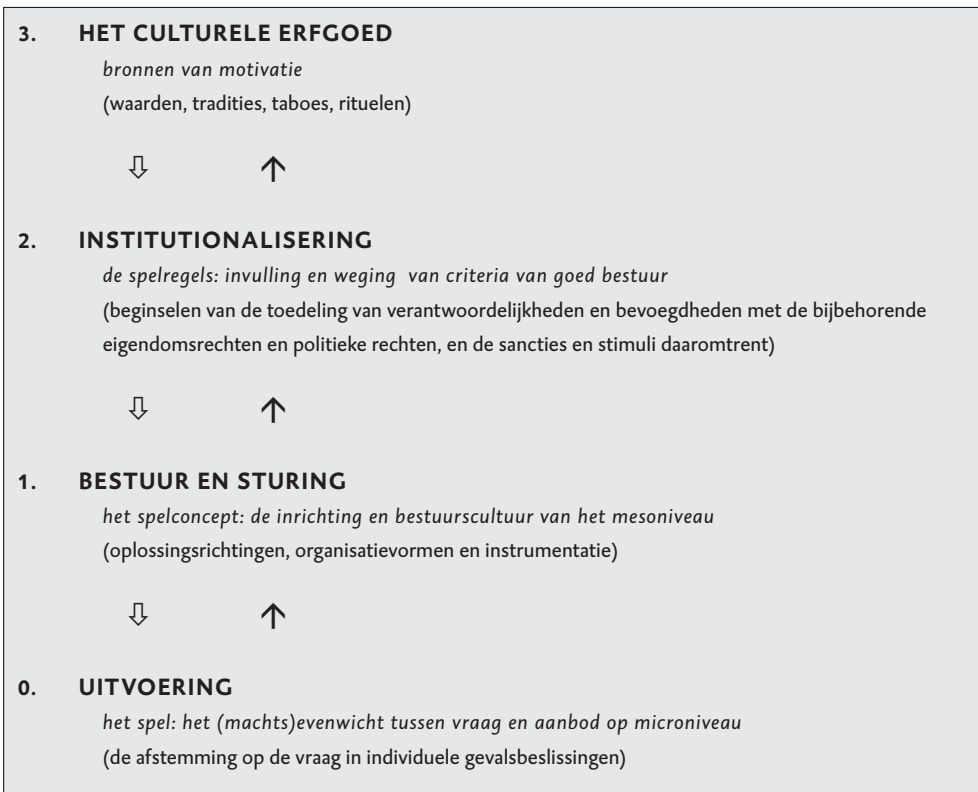 3. HET CULTURELE ERFGOED
bronnen van motivatie
(waarden, tradities, taboes, rituelen)
⇩ ↑
2. INSTITUTIONALISERING
de spelregels: invulling en weging van criteria van goed bestuur
(beginselen van de toedeling van verantwoordelijkheden en bevoegdheden met de bijbehorende
eigendomsrechten en politieke rechten, en de sancties en stimuli daaromtrent)
⇩ ↑
1. BESTUUR EN STURING
het spelconcept: de inrichting en bestuurscultuur van het mesoniveau
(oplossingsrichtingen, organisatievormen en instrumentatie)
⇩ ↑
0. UITVOERING
het spel: het (machts)evenwicht tussen vraag en aanbod op microniveau
(de afstemming op de vraag in individuele gevalsbeslissingen)